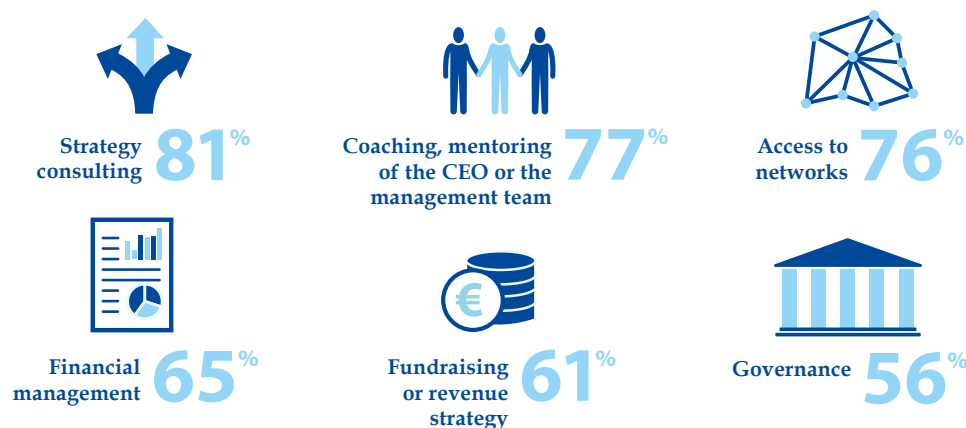 Strategy
consulting
81%
Coaching, mentoring
of the CEO or the
management team
77%
Access to
networks
76%
Financial
management
65%
€
Fundraising
or revenue
strategy
61%
Governance
56%